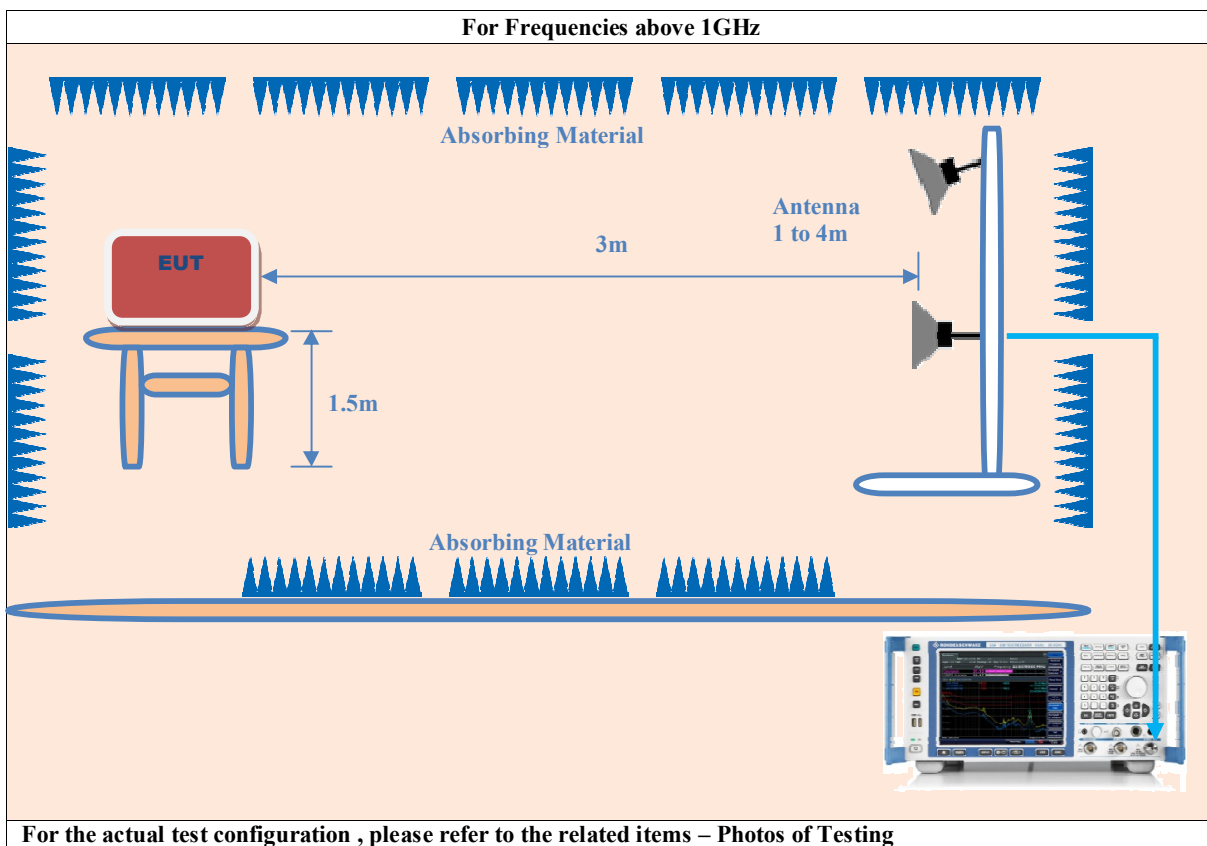 For Frequencies above 1GHz
Absorbing Material
Antenna
1 to 4m
3m
EUT
1.5m
Absorbing Material
For the actual test configuration , please refer to the related items – Photos of Testing